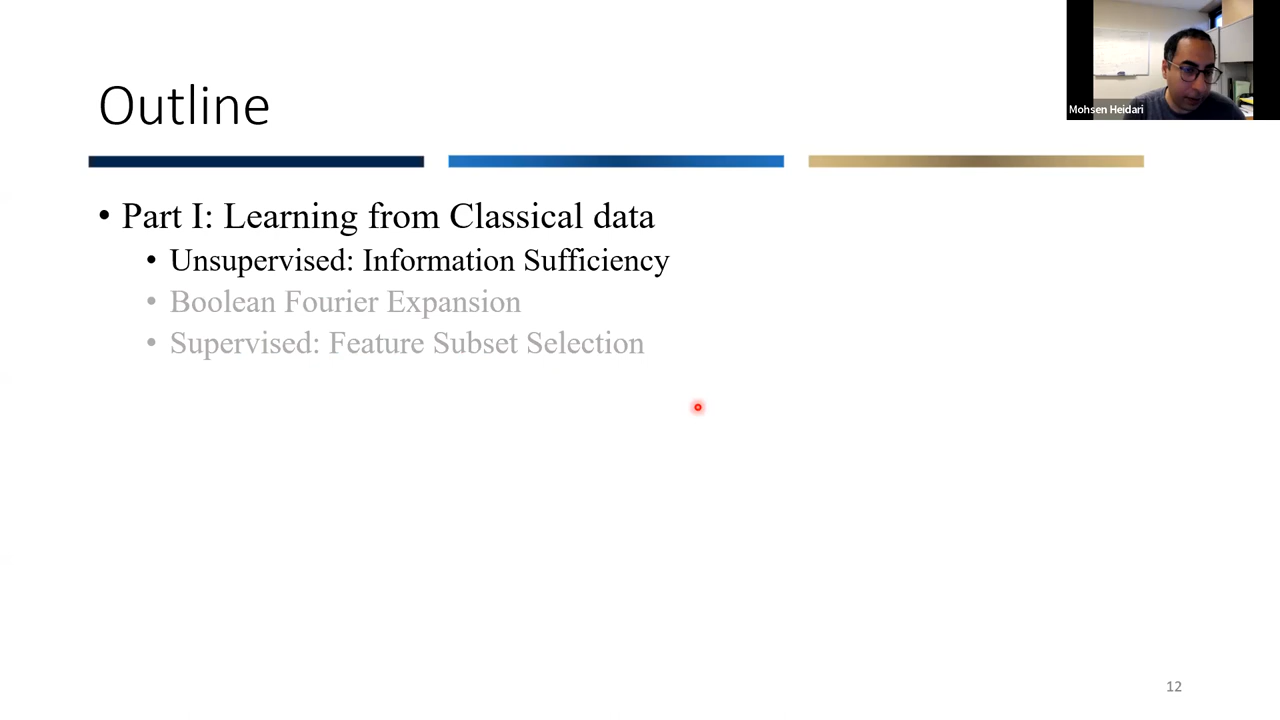 Outline
Mohsen Heidari
• Part I: Learning from Classical data
• Unsupervised: Information Sufficiency
• Boolean Fourier Expansion
• Supervised: Feature Subset Selection
12